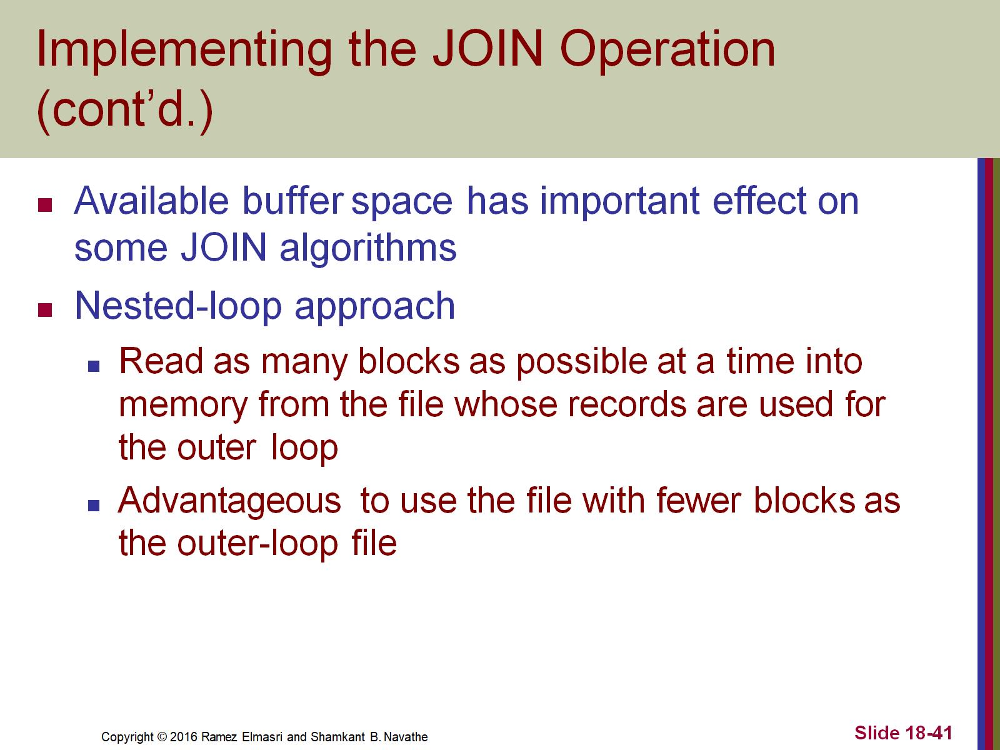 Implementing the JOIN Operation
(cont’d.)
Available buffer space has important effect on
some JOIN algorithms
Nested-loop approach
Read as many blocks as possible at a time into
memory from the file whose records are used for
the outer loop
Advantageous to use the file with fewer blocks as
the outer-loop file
Copyright © 2016 Ramez Elmasri and Shamkant B. Navathe
Slide 18-41